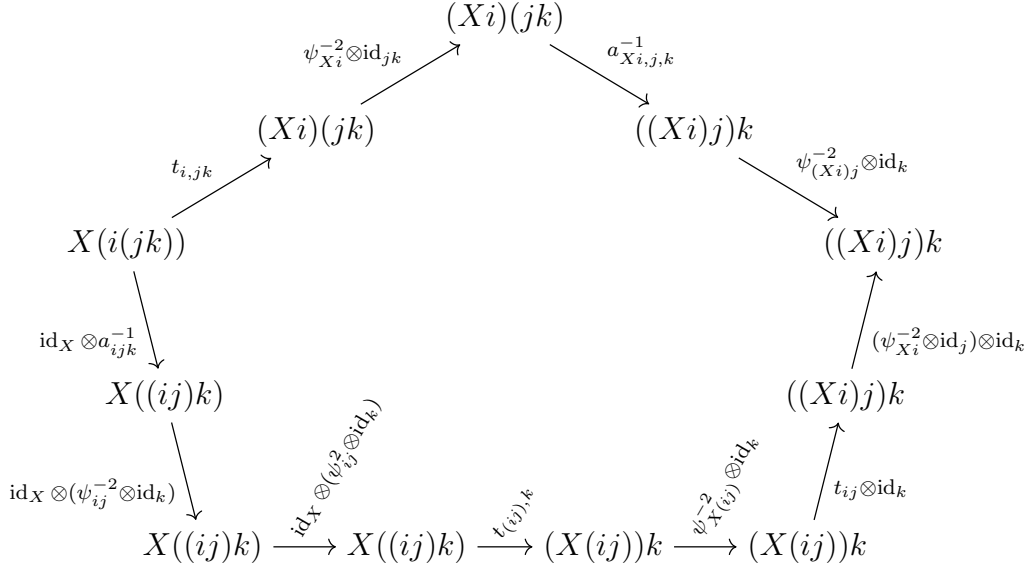 (Xi)(jk)
ψ_{Xi}^{-2}⊗id_{jk}
a_{Xi,j,k}^{-1}
(Xi)(jk)
((Xi)j)k
t_{i,jk}
ψ_{(Xi)j}^{-2}⊗id_k
X(i(jk))
((Xi)j)k
id_X ⊗a_{ijk}^{-1}
(ψ_{Xi}^{-2}⊗id_j)⊗id_k
X((ij)k)
((Xi)j)k
id_X ⊗(ψ_{ij}^{-2}⊗id_k)
id_X ⊗(ψ_{ij}^{2}⊗id_k)
t_{(ij),k}
ψ_{X(ij)}^{-2}⊗id_k
t_{ij}⊗id_k
X((ij)k)
X((ij)k)
(X(ij))k
(X(ij))k